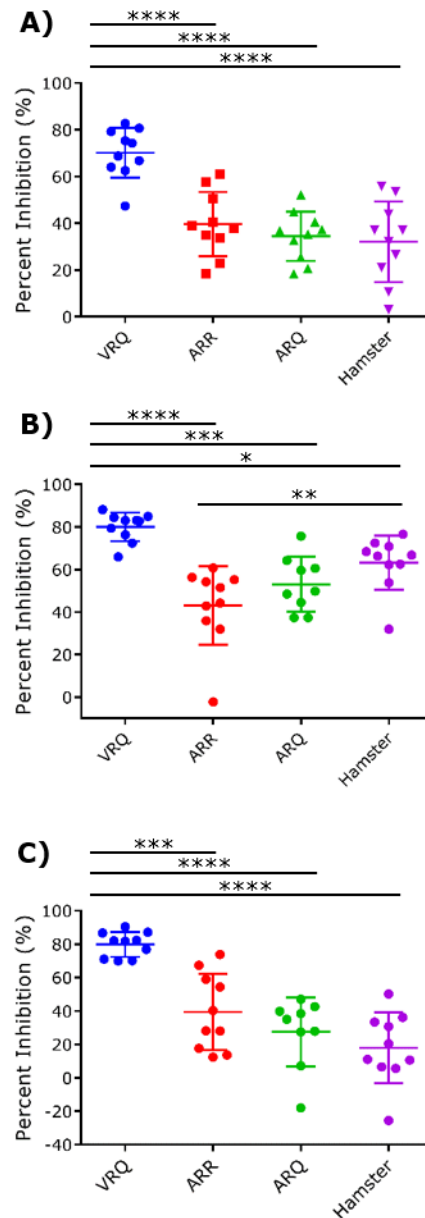 A)
****
****
****
Percent Inhibition (%)
100
80
60
40
20
0
VRQ
ARR
ARQ
Hamster
B)
****
***
*
**
Percent Inhibition (%)
100
80
60
40
20
0
VRQ
ARR
ARQ
Hamster
C)
***
****
****
Percent Inhibition (%)
100
80
60
40
20
0
-20
-40
VRQ
ARR
ARQ
Hamster